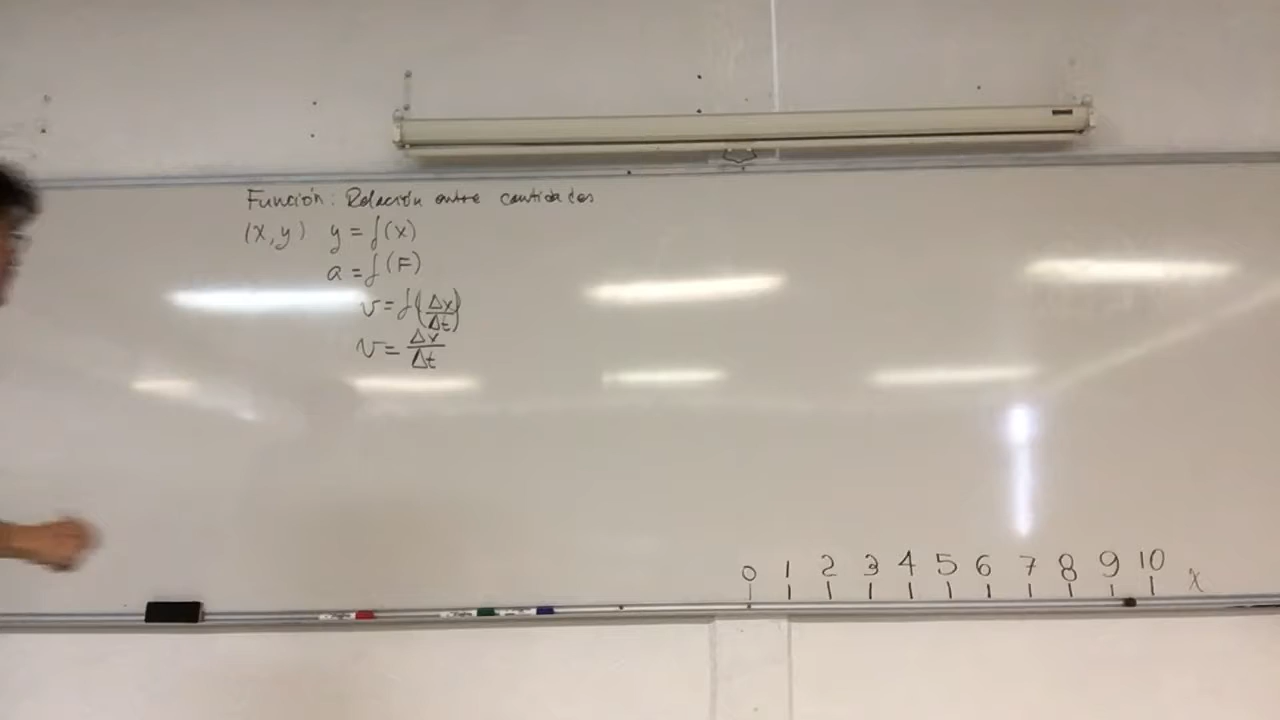 Función: Relación entre cantidades
(x,y) y = f(x)
a = f(F)
v = f(Δx/Δt)
v = Δx/Δt
0 1 2 3 4 5 6 7 8 9 10 x